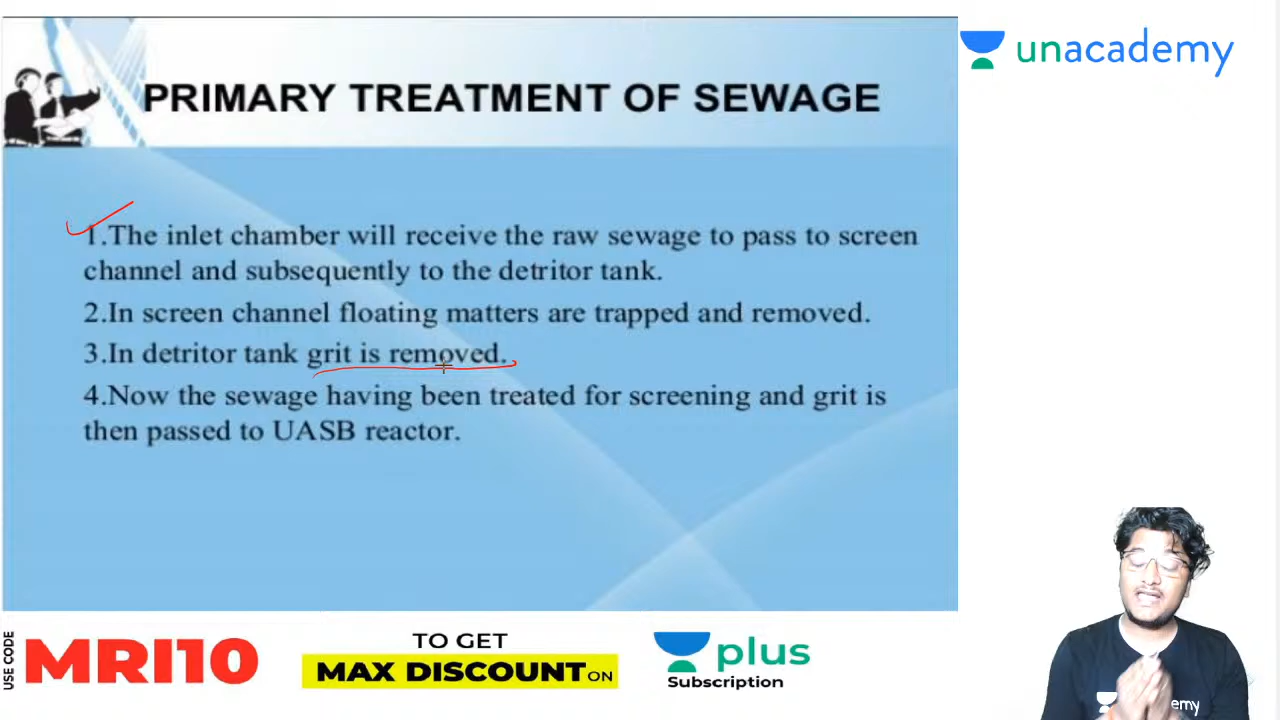 unacademy
PRIMARY TREATMENT OF SEWAGE
1.The inlet chamber will receive the raw sewage to pass to screen
channel and subsequently to the detritor tank.
2.In screen channel floating matters are trapped and removed.
3.In detritor tank grit is removed.
4.Now the sewage having been treated for screening and grit is
then passed to UASB reactor.
USE CODE
MRI10
TO GET
MAX DISCOUNT ON
plus
Subscription